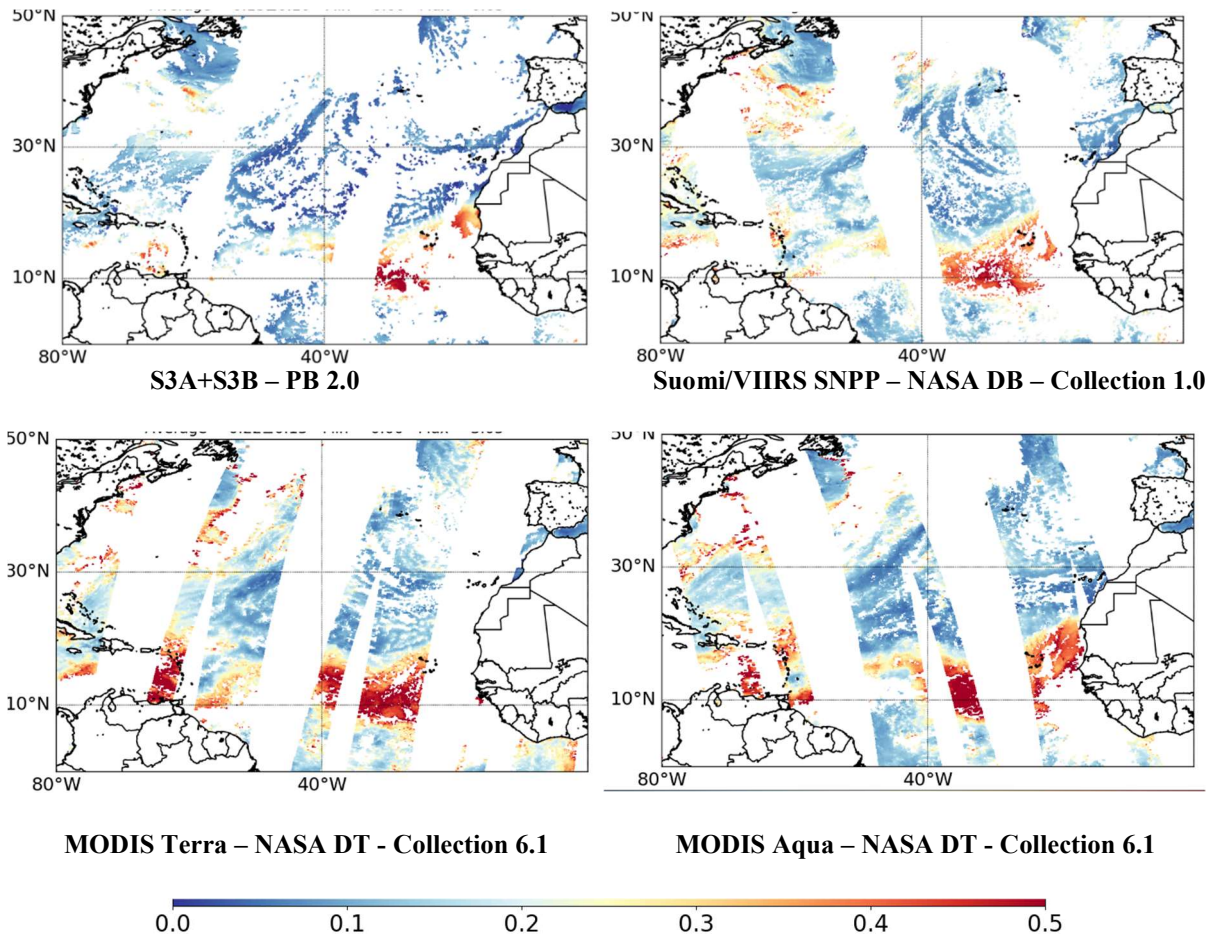 50°N
30°N
10°N
80°W 40°W
S3A+S3B – PB 2.0
50°N
30°N
10°N
80°W 40°W
Suomi/VIIRS SNPP – NASA DB – Collection 1.0
50°N
30°N
10°N
80°W 40°W
MODIS Terra – NASA DT - Collection 6.1
50°N
30°N
10°N
80°W 40°W
MODIS Aqua – NASA DT - Collection 6.1
0.0 0.1 0.2 0.3 0.4 0.5